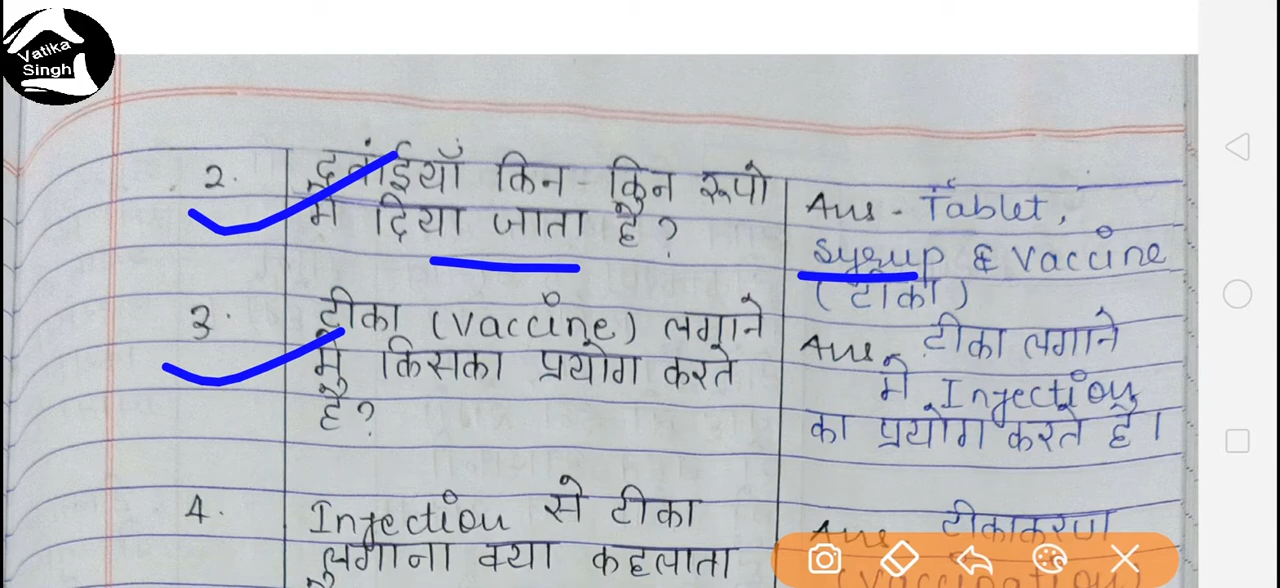 Vatika
Singh
2. दवाईयाँ किन - किन रूपो Ans - Tablet,
में दिया जाता है? Syrup & Vaccine
(टीका)
3. टीका (Vaccine) लगाने Ans. टीका लगाने
में किसका प्रयोग करते में Injection
है? का प्रयोग करते है।
4. Injection से टीका Ans टीकाकरण
लगाना क्या कहलाता (Vaccination)